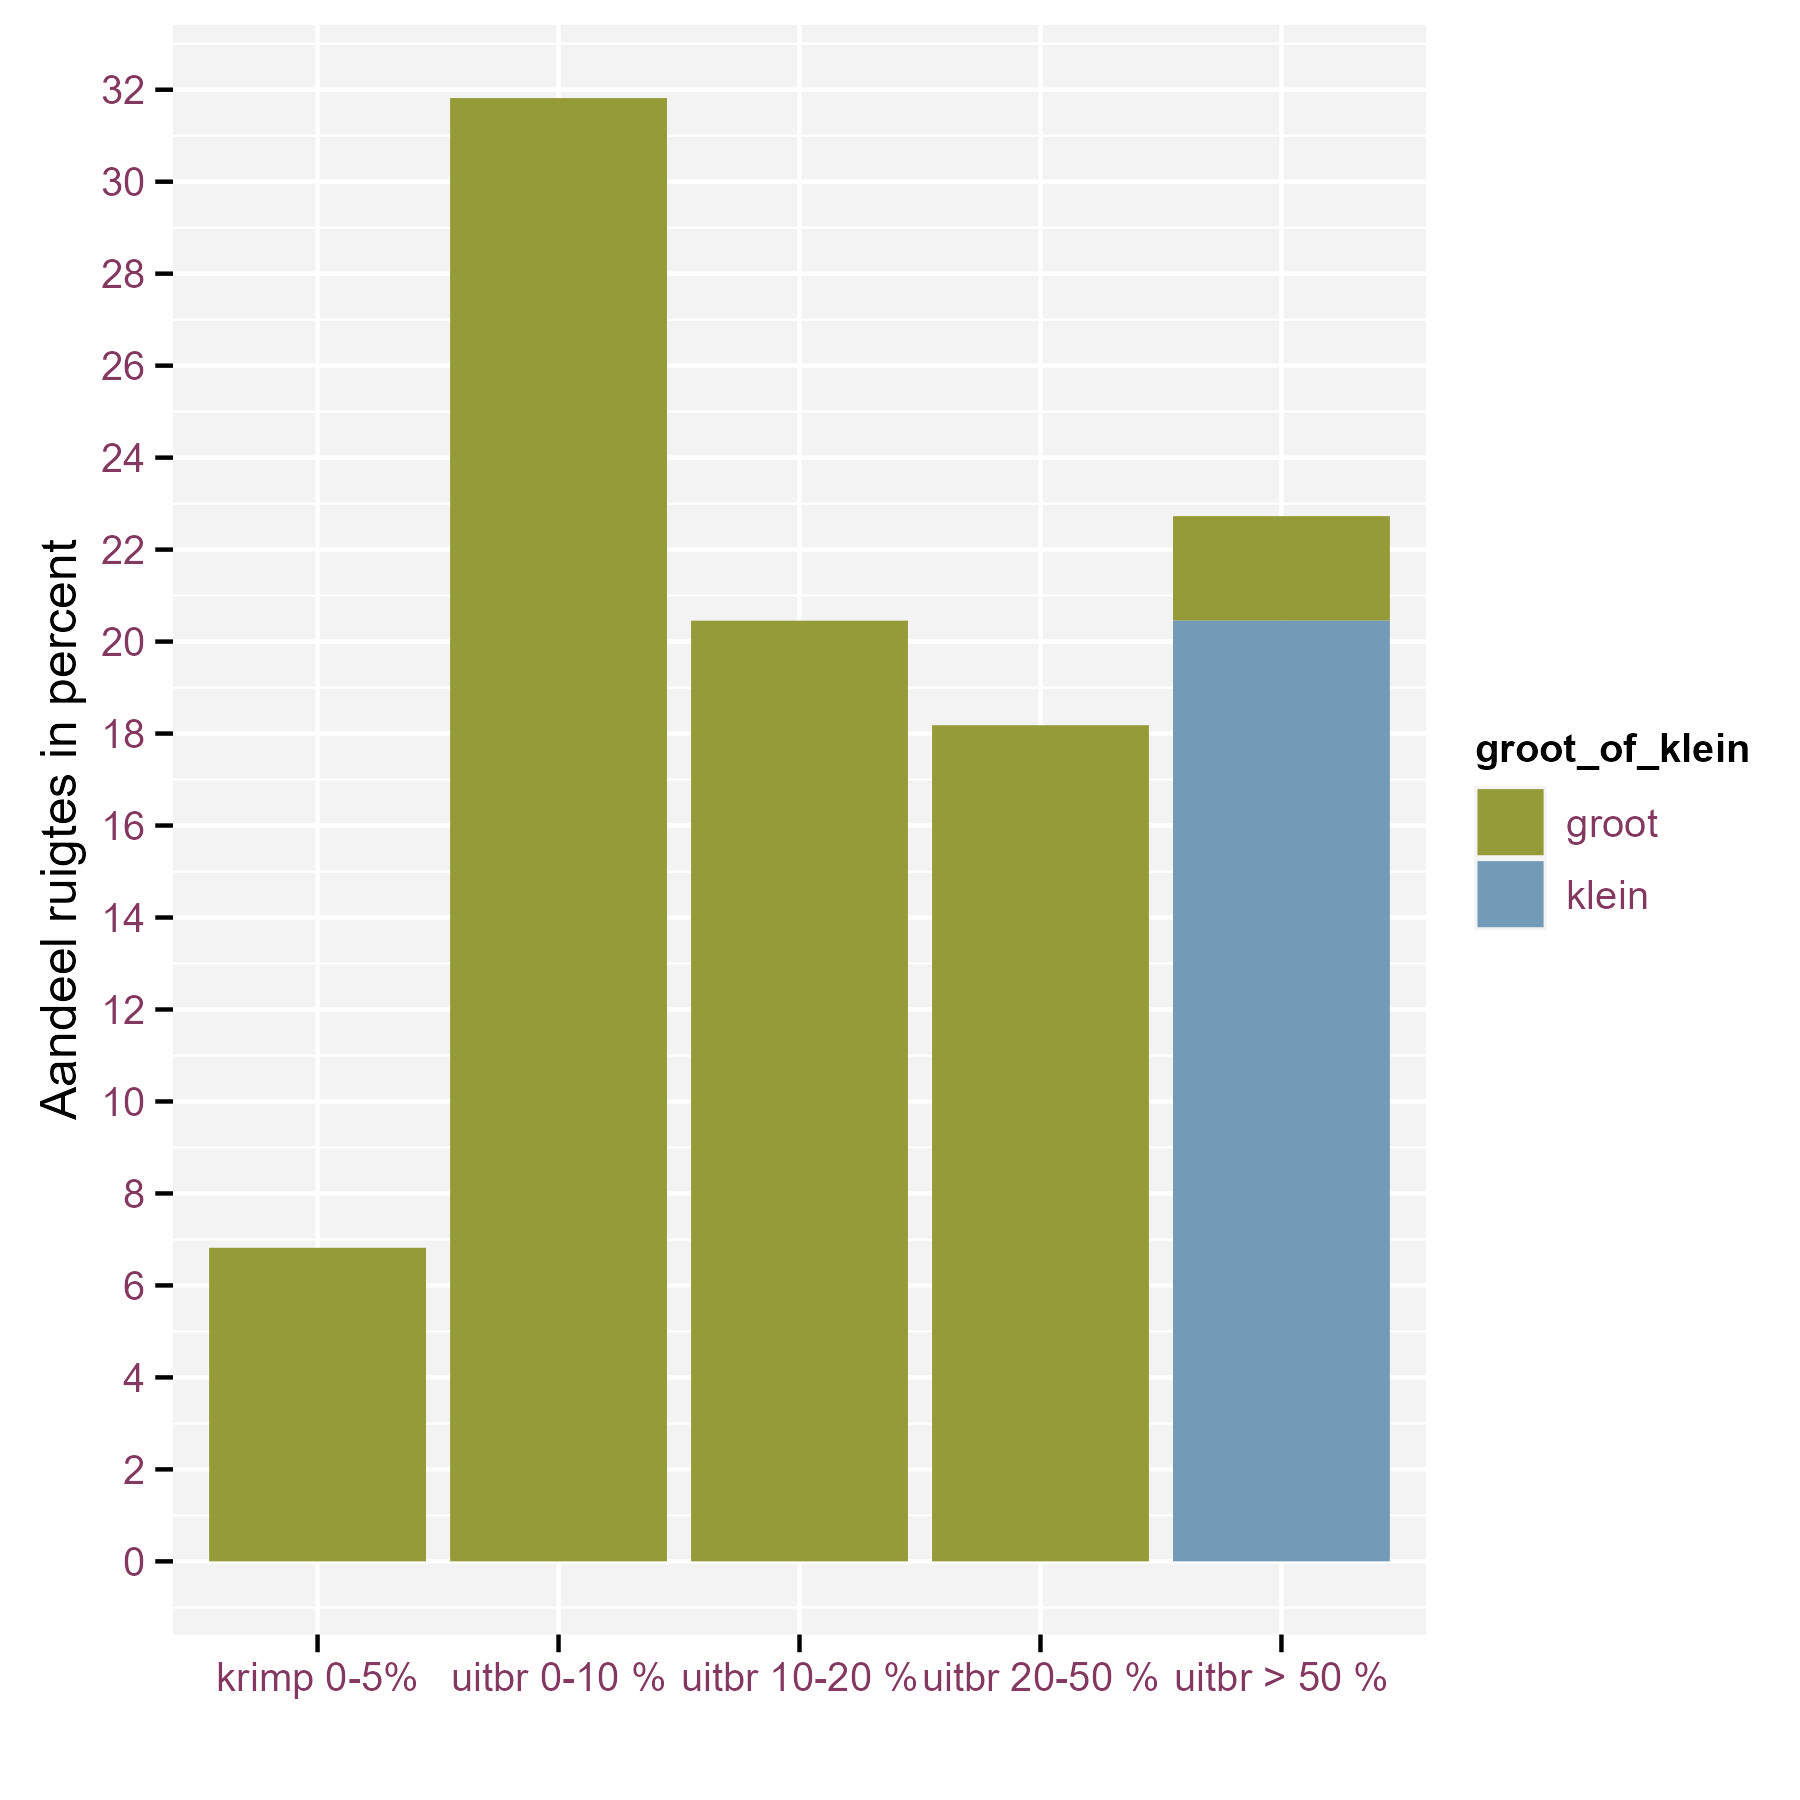 Aandeel ruigtes in percent
32
30
28
26
24
22
20
18
16
14
12
10
8
6
4
2
0
krimp 0-5%
uitbr 0-10 %
uitbr 10-20 %
uitbr 20-50 %
uitbr > 50 %
groot_of_klein
groot
klein